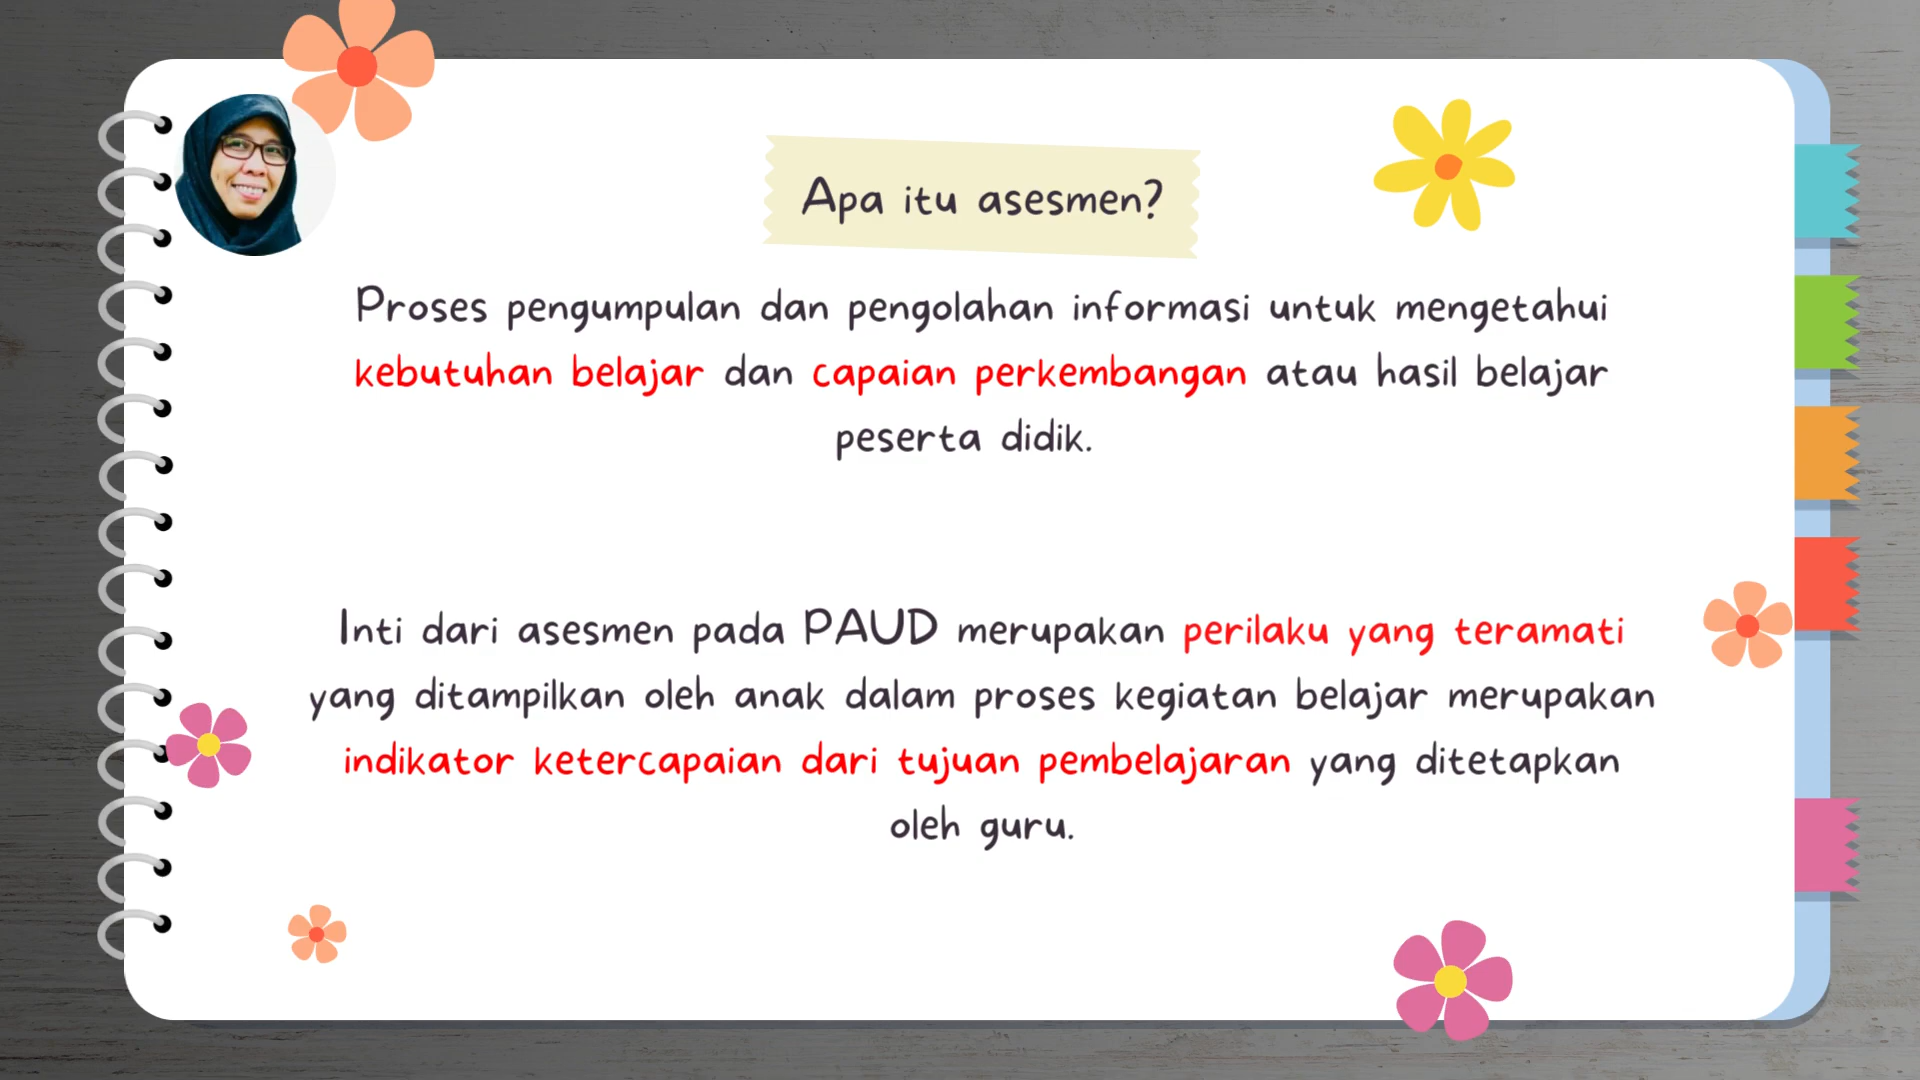 Apa itu asesmen?
Proses pengumpulan dan pengolahan informasi untuk mengetahui
kebutuhan belajar dan capaian perkembangan atau hasil belajar
peserta didik.
Inti dari asesmen pada PAUD merupakan perilaku yang teramati
yang ditampilkan oleh anak dalam proses kegiatan belajar merupakan
indikator ketercapaian dari tujuan pembelajaran yang ditetapkan
oleh guru.